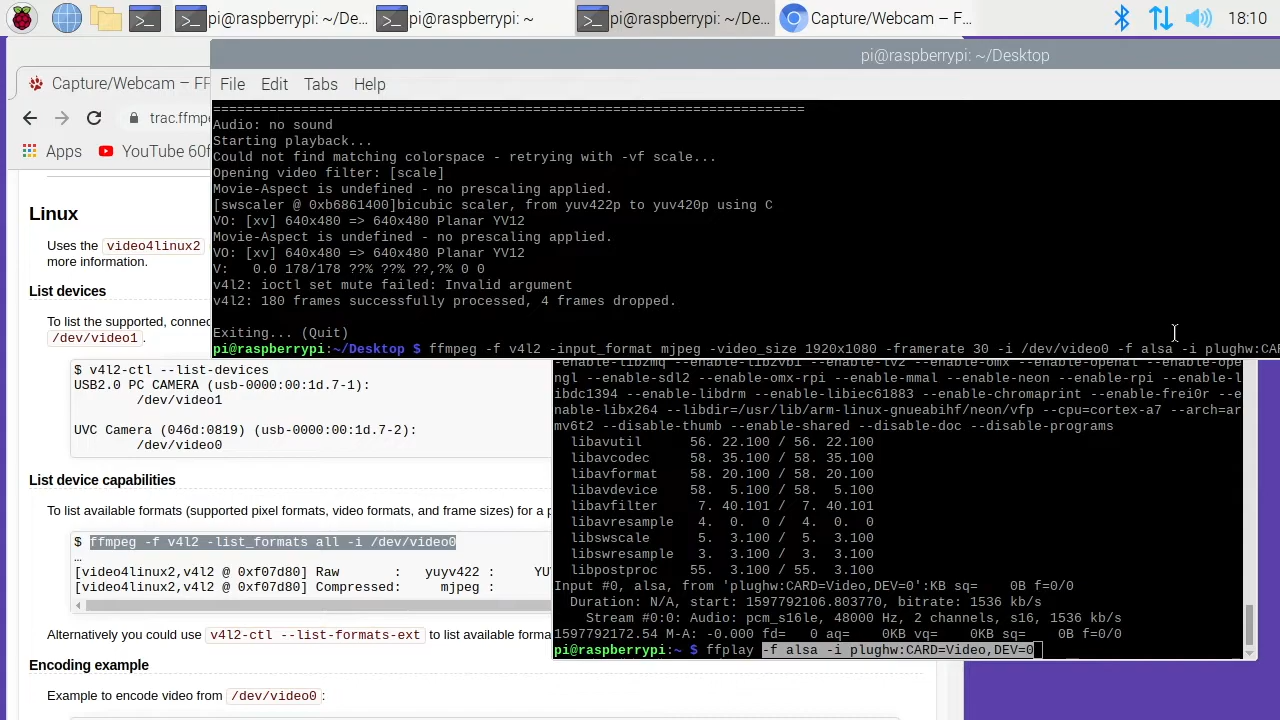 pi@raspberrypi: ~/De...
pi@raspberrypi: ~
pi@raspberrypi: ~/De...
Capture/Webcam – F...
18:10
pi@raspberrypi: ~/Desktop
File Edit Tabs Help
Capture/Webcam – FF
trac.ffmpe
Apps
YouTube 60f
================================================================
Audio: no sound
Starting playback...
Could not find matching colorspace - retrying with -vf scale...
Opening video filter: [scale]
Movie-Aspect is undefined - no prescaling applied.
[swscaler @ 0xb6861400]bicubic scaler, from yuv422p to yuv420p using C
VO: [xv] 640x480 => 640x480 Planar YV12
Movie-Aspect is undefined - no prescaling applied.
VO: [xv] 640x480 => 640x480 Planar YV12
V:   0.0 178/178 ??% ??% ??,?% 0 0
v4l2: ioctl set mute failed: Invalid argument
v4l2: 180 frames successfully processed, 4 frames dropped.
Exiting... (Quit)
pi@raspberrypi:~/Desktop $ ffmpeg -f v4l2 -input_format mjpeg -video_size 1920x1080 -framerate 30 -i /dev/video0 -f alsa -i plughw:CAR
Linux
Uses the video4linux2
more information.
List devices
To list the supported, connec
/dev/video1.
$ v4l2-ctl --list-devices
USB2.0 PC CAMERA (usb-0000:00:1d.7-1):
/dev/video1
UVC Camera (046d:0819) (usb-0000:00:1d.7-2):
/dev/video0
List device capabilities
To list available formats (supported pixel formats, video formats, and frame sizes) for a p
$ ffmpeg -f v4l2 -list_formats all -i /dev/video0
…
[video4linux2,v4l2 @ 0xf07d80] Raw       :   yuyv422 :     YU
[video4linux2,v4l2 @ 0xf07d80] Compressed:     mjpeg :
Alternatively you could use v4l2-ctl --list-formats-ext to list available forma
Encoding example
Example to encode video from /dev/video0:
-enable-libzmq --enable-libzvbi --enable-lv2 --enable-omx --enable-openal --enable-ope
ngl --enable-sdl2 --enable-omx-rpi --enable-mmal --enable-neon --enable-rpi --enable-l
ibdc1394 --enable-libdrm --enable-libiec61883 --enable-chromaprint --enable-frei0r --e
nable-libx264 --libdir=/usr/lib/arm-linux-gnueabihf/neon/vfp --cpu=cortex-a7 --arch=ar
mv6t2 --disable-thumb --enable-shared --disable-doc --disable-programs
libavutil     56. 22.100 / 56. 22.100
libavcodec    58. 35.100 / 58. 35.100
libavformat   58. 20.100 / 58. 20.100
libavdevice   58.  5.100 / 58.  5.100
libavfilter    7. 40.101 /  7. 40.101
libavresample  4.  0.  0 /  4.  0.  0
libswscale     5.  3.100 /  5.  3.100
libswresample  3.  3.100 /  3.  3.100
libpostproc   55.  3.100 / 55.  3.100
Input #0, alsa, from 'plughw:CARD=Video,DEV=0':KB sq=    0B f=0/0
Duration: N/A, start: 1597792106.803770, bitrate: 1536 kb/s
Stream #0:0: Audio: pcm_s16le, 48000 Hz, 2 channels, s16, 1536 kb/s
1597792172.54 M-A: -0.000 fd=   0 aq=    0KB vq=    0KB sq=    0B f=0/0
pi@raspberrypi:~ $ ffplay -f alsa -i plughw:CARD=Video,DEV=0